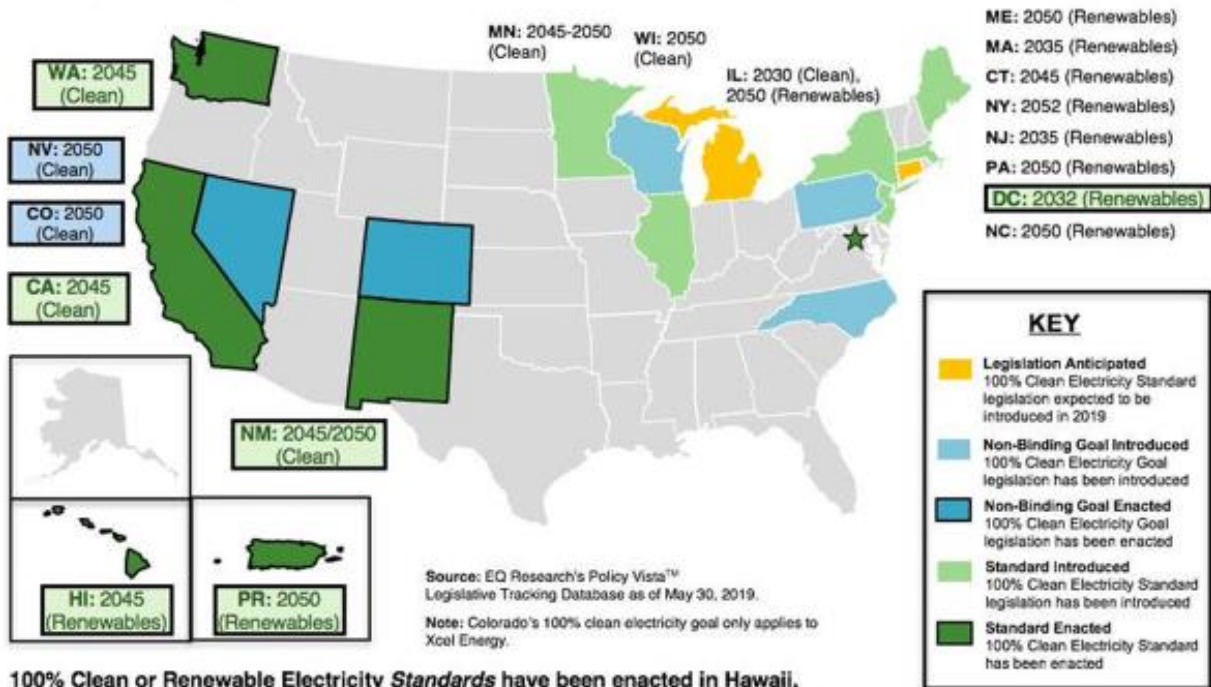 MN: 2045-2050
(Clean)
WI: 2050
(Clean)
IL: 2030 (Clean),
2050 (Renewables)
ME: 2050 (Renewables)
MA: 2035 (Renewables)
CT: 2045 (Renewables)
NY: 2052 (Renewables)
NJ: 2035 (Renewables)
PA: 2050 (Renewables)
DC: 2032 (Renewables)
NC: 2050 (Renewables)
WA: 2045
(Clean)
NV: 2050
(Clean)
CO: 2050
(Clean)
CA: 2045
(Clean)
NM: 2045/2050
(Clean)
HI: 2045
(Renewables)
PR: 2050
(Renewables)
Source: EQ Research's Policy Vista™
Legislative Tracking Database as of May 30, 2019.
Note: Colorado's 100% clean electricity goal only applies to
Xcel Energy.
KEY
Legislation Anticipated
100% Clean Electricity Standard
legislation expected to be
introduced in 2019
Non-Binding Goal Introduced
100% Clean Electricity Goal
legislation has been introduced
Non-Binding Goal Enacted
100% Clean Electricity Goal
legislation has been enacted
Standard Introduced
100% Clean Electricity Standard
legislation has been introduced
Standard Enacted
100% Clean Electricity Standard
has been enacted
100% Clean or Renewable Electricity Standards have been enacted in Hawaii,